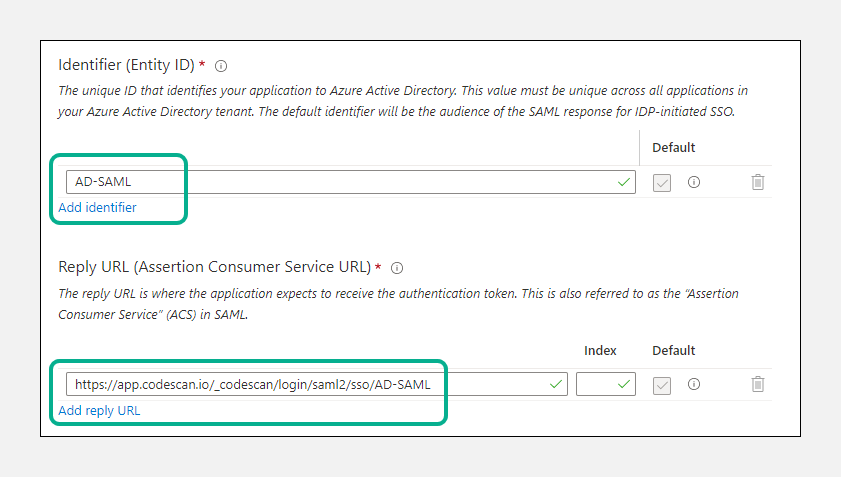 Identifier (Entity ID) *
The unique ID that identifies your application to Azure Active Directory. This value must be unique across all applications in
your Azure Active Directory tenant. The default identifier will be the audience of the SAML response for IDP-initiated SSO.
Default
AD-SAML
Add identifier
Reply URL (Assertion Consumer Service URL) *
The reply URL is where the application expects to receive the authentication token. This is also referred to as the “Assertion
Consumer Service” (ACS) in SAML.
Index Default
https://app.codescan.io/_codescan/login/saml2/sso/AD-SAML
Add reply URL